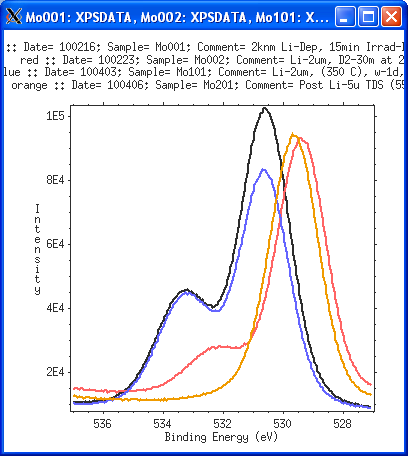 Mo001: XPSDATA, Mo002: XPSDATA, Mo101: X...
:: Date= 100216; Sample= Mo001; Comment= 2knm Li-Dep, 15min Irrad-
red :: Date= 100223; Sample= Mo002; Comment= Li-2um, D2-30m at 2
lue :: Date= 100403; Sample= Mo101; Comment= Li-2um, (350 C), w-1d,
orange :: Date= 100406; Sample= Mo201; Comment= Post Li-5u TDS (55
1E5
8E4
6E4
4E4
2E4
Intensity
536
534
532
530
528
Binding Energy (eV)